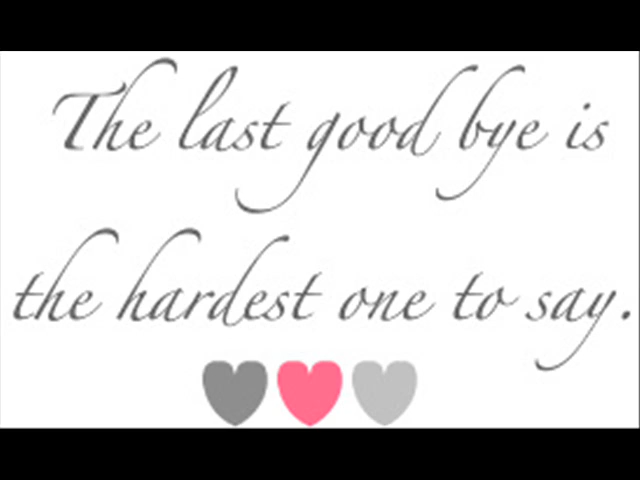 The last good bye is
the hardest one to say.